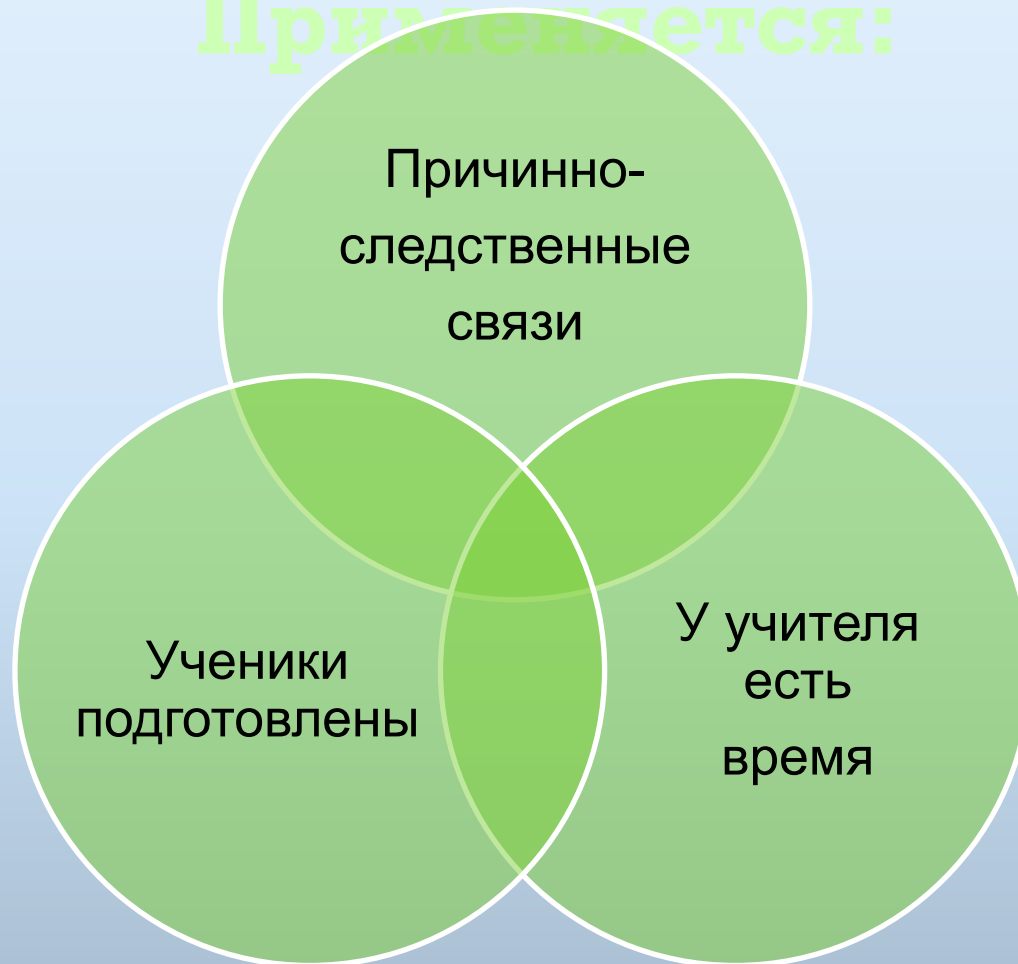 Применяется:
Причинно-
следственные
связи
Ученики
подготовлены
У учителя
есть
время